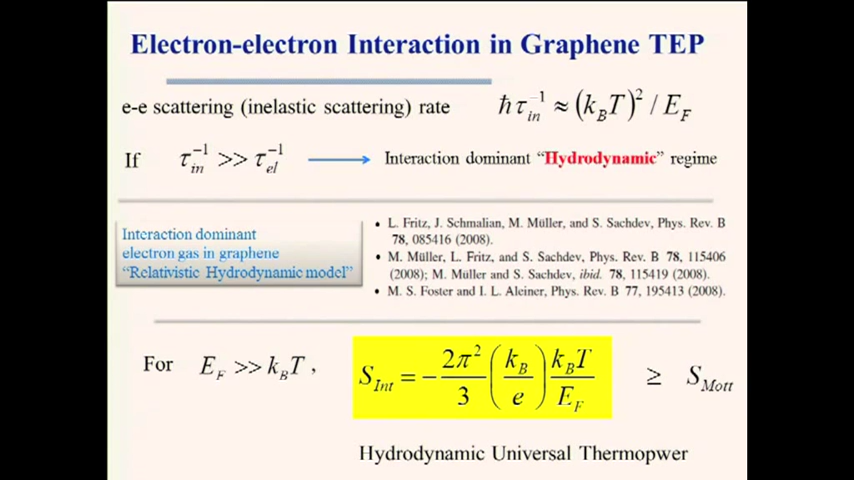 Electron-electron Interaction in Graphene TEP
e-e scattering (inelastic scattering) rate ℏτ_in^-1 ≈ (k_B T)^2 / E_F
If τ_in^-1 >> τ_el^-1 → Interaction dominant “Hydrodynamic” regime
Interaction dominant
electron gas in graphene
“Relativistic Hydrodynamic model”
• L. Fritz, J. Schmalian, M. Müller, and S. Sachdev, Phys. Rev. B
78, 085416 (2008).
• M. Müller, L. Fritz, and S. Sachdev, Phys. Rev. B 78, 115406
(2008); M. Müller and S. Sachdev, ibid. 78, 115419 (2008).
• M. S. Foster and I. L. Aleiner, Phys. Rev. B 77, 195413 (2008).
For E_F >> k_B T , S_Int = -2π^2/3 (k_B/e) k_B T/E_F ≥ S_Mott
Hydrodynamic Universal Thermopwer